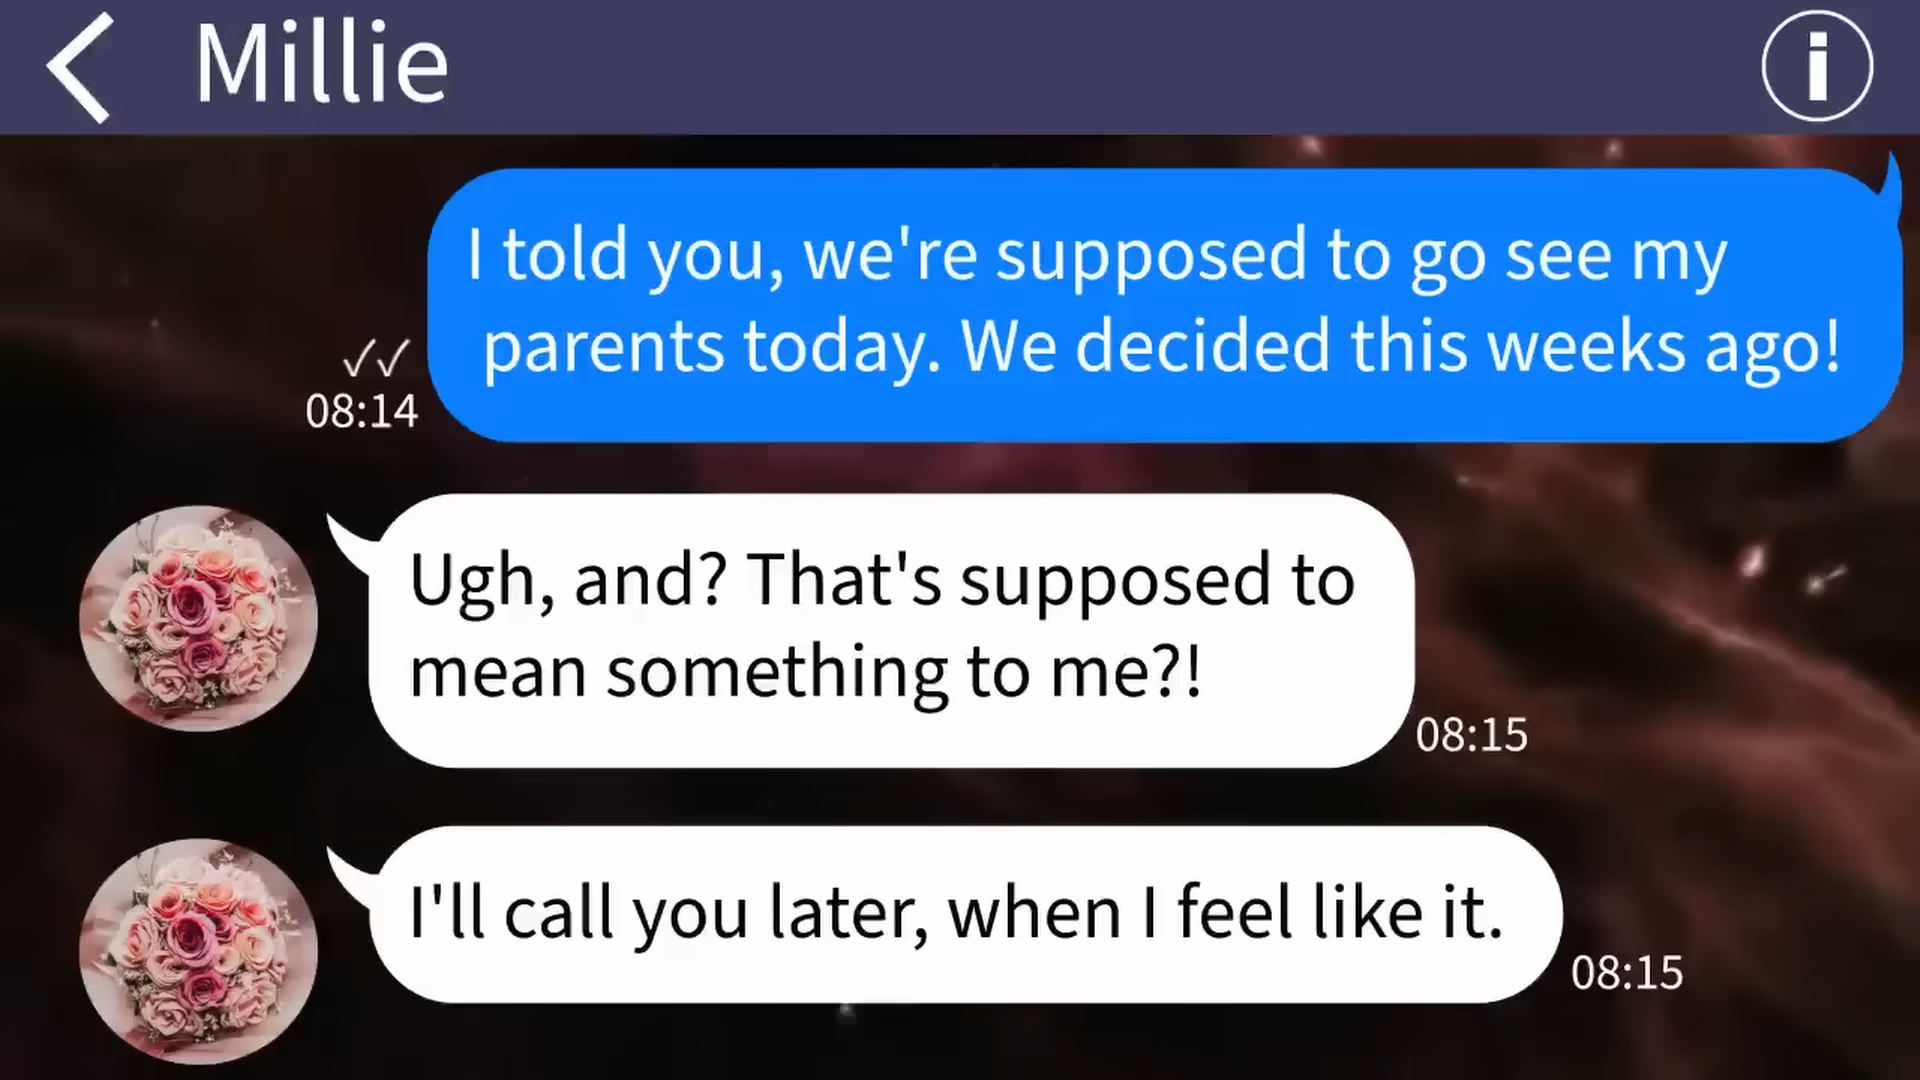 Millie
I told you, we're supposed to go see my
parents today. We decided this weeks ago!
✓✓
08:14
Ugh, and? That's supposed to
mean something to me?!
08:15
I'll call you later, when I feel like it.
08:15